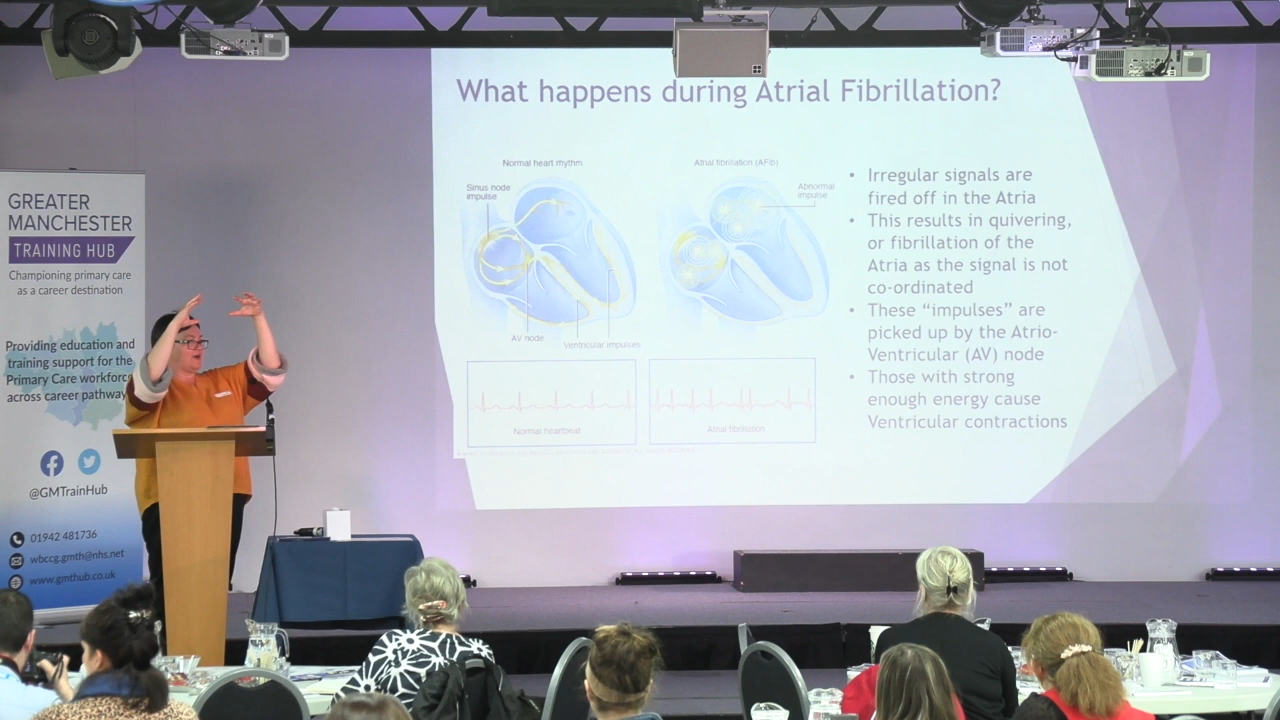 What happens during Atrial Fibrillation?
Normal heart rhythm
Atrial fibrillation (AFib)
Sinus node
impulse
Abnormal
impulse
AV node
Ventricular impulses
Normal heartbeat
Atrial fibrillation
• Irregular signals are
fired off in the Atria
• This results in quivering,
or fibrillation of the
Atria as the signal is not
co-ordinated
• These “impulses” are
picked up by the Atrio-
Ventricular (AV) node
• Those with strong
enough energy cause
Ventricular contractions
GREATER
MANCHESTER
TRAINING HUB
Championing primary care
as a career destination
Providing education and
training support for the
Primary Care workforce
across career pathway
@GMTrainHub
01942 481736
wbccg.gmth@nhs.net
www.gmthub.co.uk